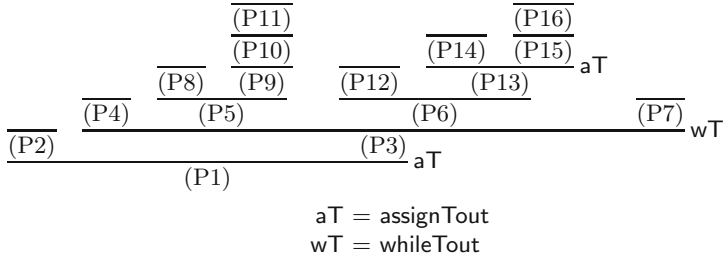 (P11) (P16)
(P10) (P14) (P15)
(P8) (P9) (P12) (P13) aT
(P4) (P5) (P6) (P7)
(P2) (P3) wT
(P1) aT
aT = assignTout
wT = whileTout